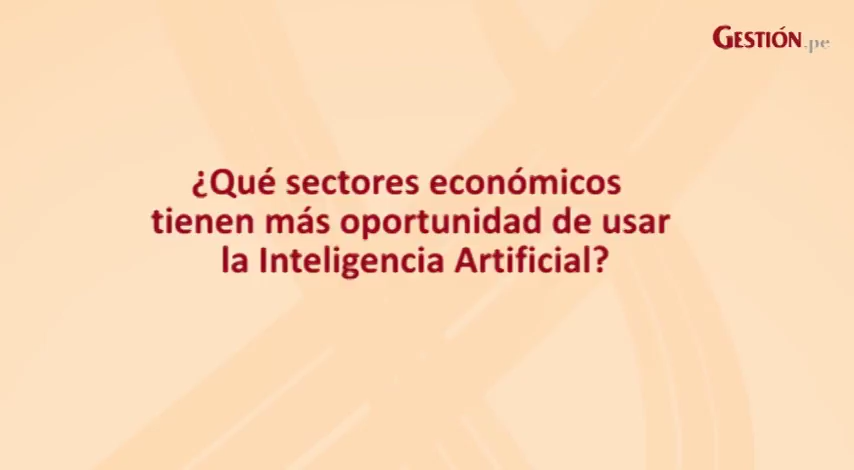 GESTIÓN.pe
¿Qué sectores económicos
tienen más oportunidad de usar
la Inteligencia Artificial?